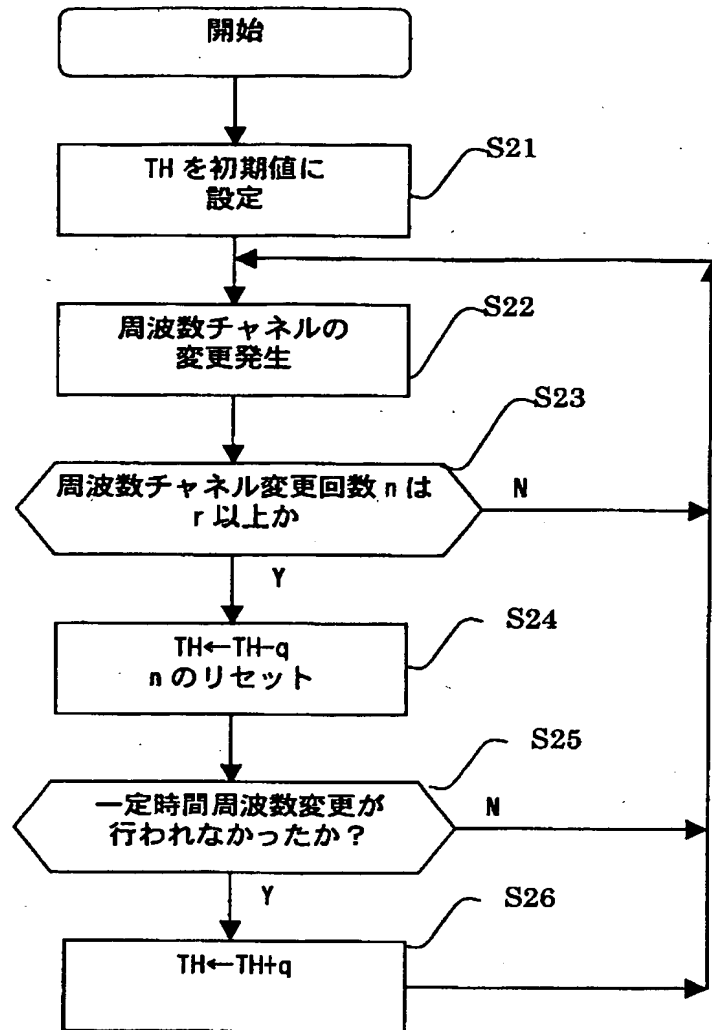 開始
S21
THを初期値に
設定
S22
周波数チャネルの
変更発生
S23
周波数チャネル変更回数nは
r以上か
N
Y
S24
TH←TH-q
nのリセット
S25
一定時間周波数変更が
行われなかったか？
N
Y
S26
TH←TH+q